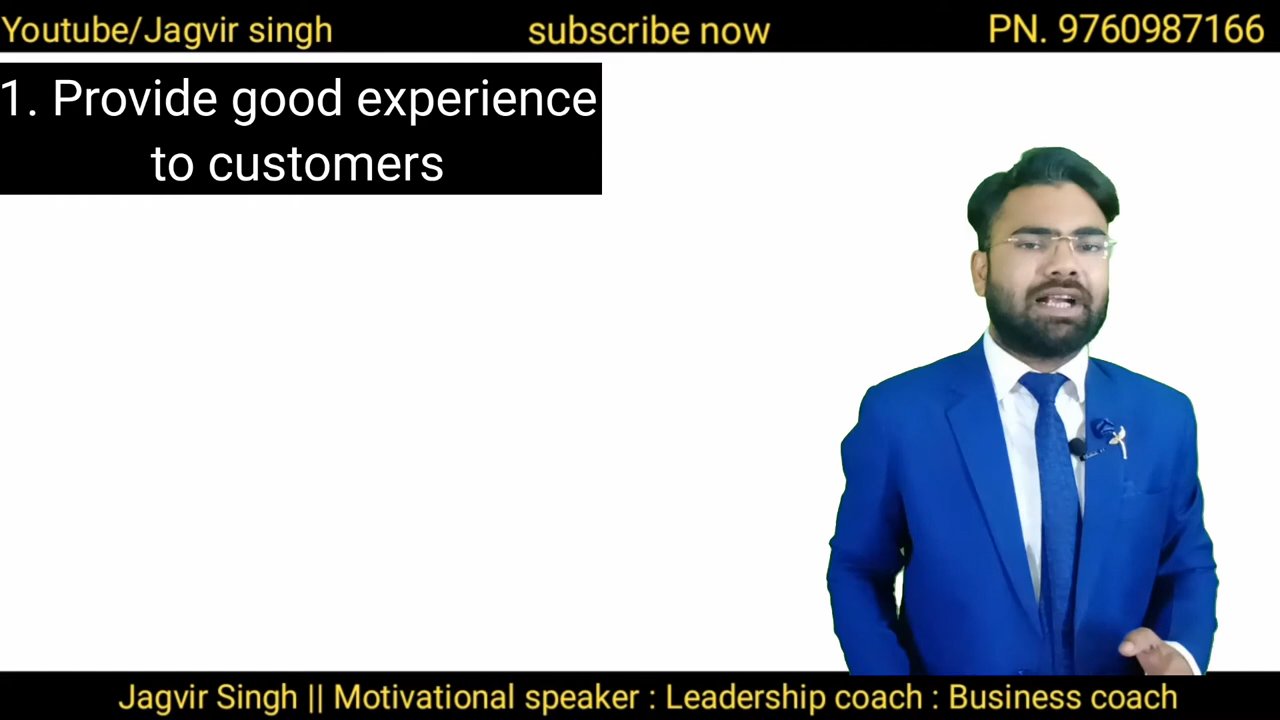 Youtube/Jagvir singh subscribe now PN. 9760987166
1. Provide good experience
to customers
Jagvir Singh || Motivational speaker : Leadership coach : Business coach